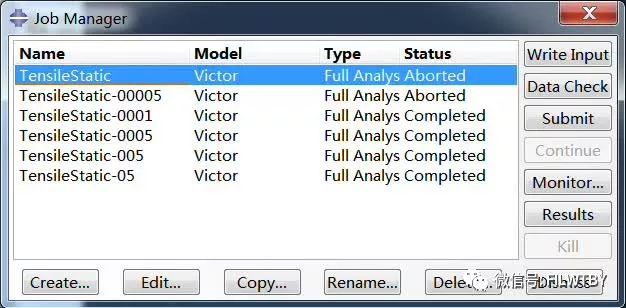 Job Manager
Name Model Type Status
TensileStatic Victor Full Analys Aborted
TensileStatic-00005 Victor Full Analys Aborted
TensileStatic-0001 Victor Full Analys Completed
TensileStatic-0005 Victor Full Analys Completed
TensileStatic-005 Victor Full Analys Completed
TensileStatic-05 Victor Full Analys Completed
Write Input
Data Check
Submit
Continue
Monitor...
Results
Kill
Create... Edit... Copy... Rename...
微信号